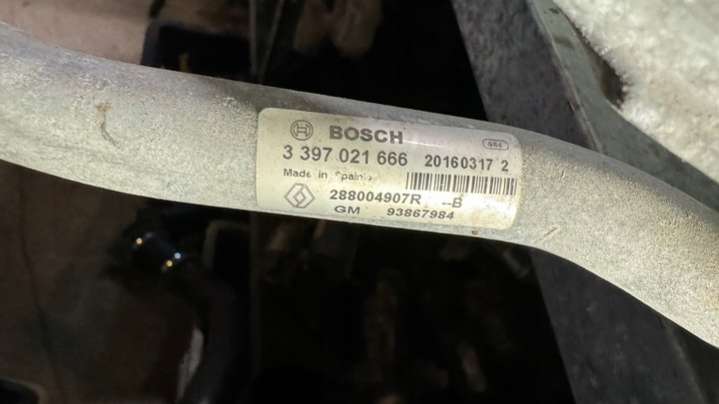 BOSCH
3 397 021 666 20160317 2
Made in Spain
288004907R --B
GM 93867984